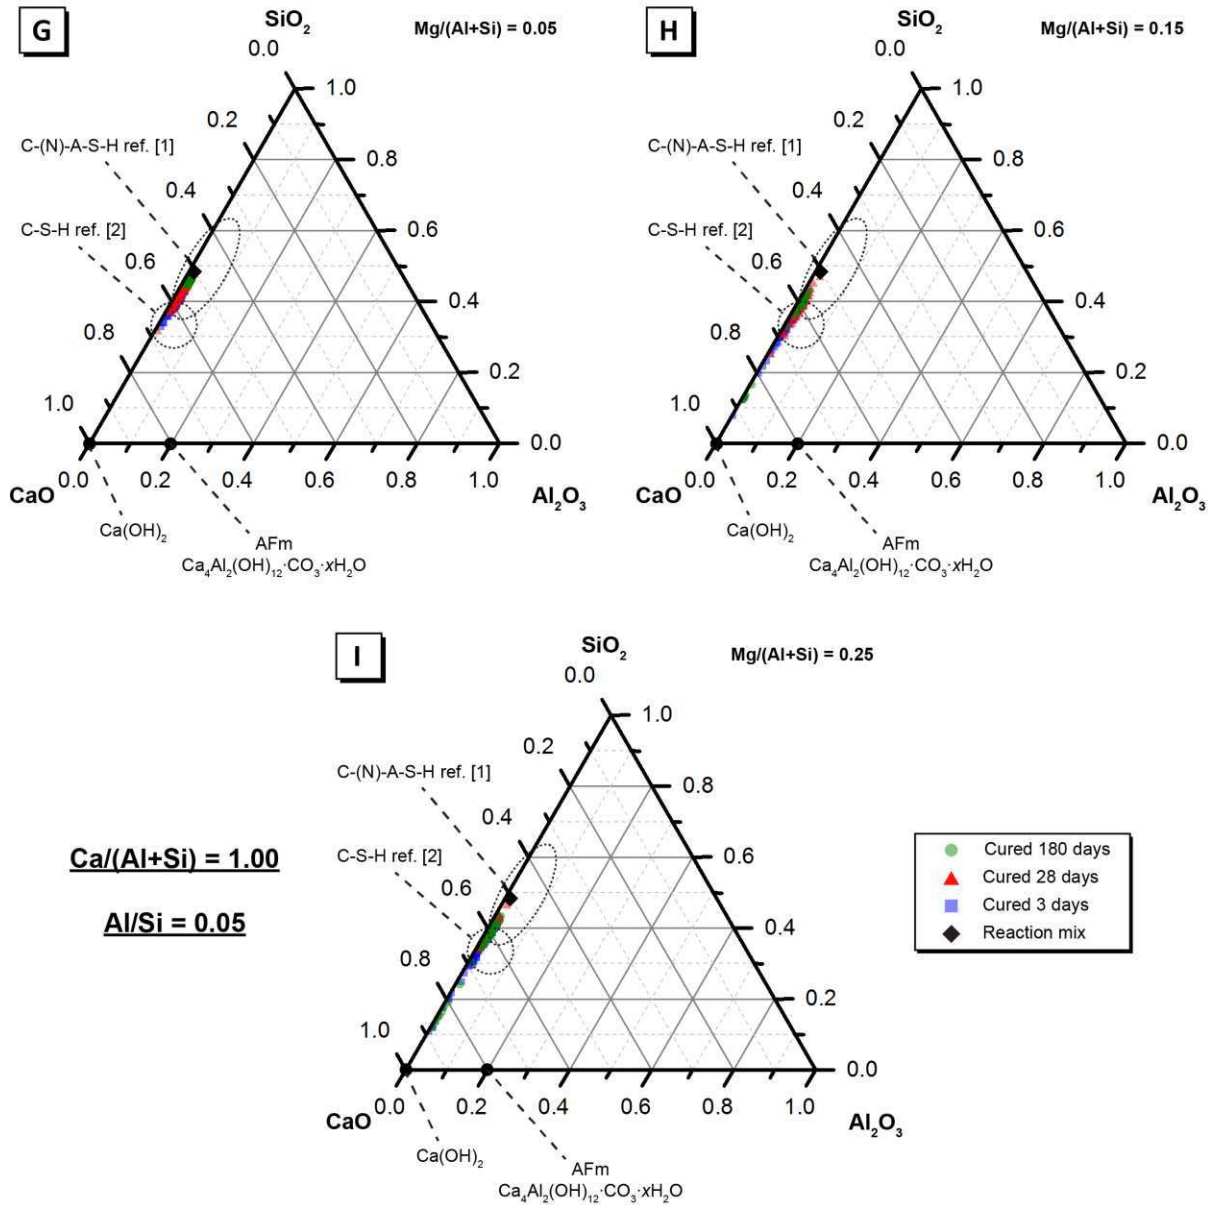 G
SiO₂
Mg/(Al+Si) = 0.05
0.0
1.0
0.2
C-(N)-A-S-H ref. [1]
0.8
0.4
C-S-H ref. [2]
0.6
0.6
0.4
0.8
0.2
1.0
0.0
0.0 0.2 0.4 0.6 0.8 1.0
CaO
Al₂O₃
Ca(OH)₂
AFm
Ca₄Al₂(OH)₁₂·CO₃·xH₂O
H
SiO₂
Mg/(Al+Si) = 0.15
0.0
1.0
0.2
C-(N)-A-S-H ref. [1]
0.8
0.4
C-S-H ref. [2]
0.6
0.6
0.4
0.8
0.2
1.0
0.0
0.0 0.2 0.4 0.6 0.8 1.0
CaO
Al₂O₃
Ca(OH)₂
AFm
Ca₄Al₂(OH)₁₂·CO₃·xH₂O
I
SiO₂
Mg/(Al+Si) = 0.25
0.0
1.0
0.2
C-(N)-A-S-H ref. [1]
0.8
0.4
C-S-H ref. [2]
0.6
0.6
0.4
0.8
0.2
1.0
0.0
0.0 0.2 0.4 0.6 0.8 1.0
CaO
Al₂O₃
Ca(OH)₂
AFm
Ca₄Al₂(OH)₁₂·CO₃·xH₂O
Ca/(Al+Si) = 1.00
Al/Si = 0.05
Cured 180 days
Cured 28 days
Cured 3 days
Reaction mix